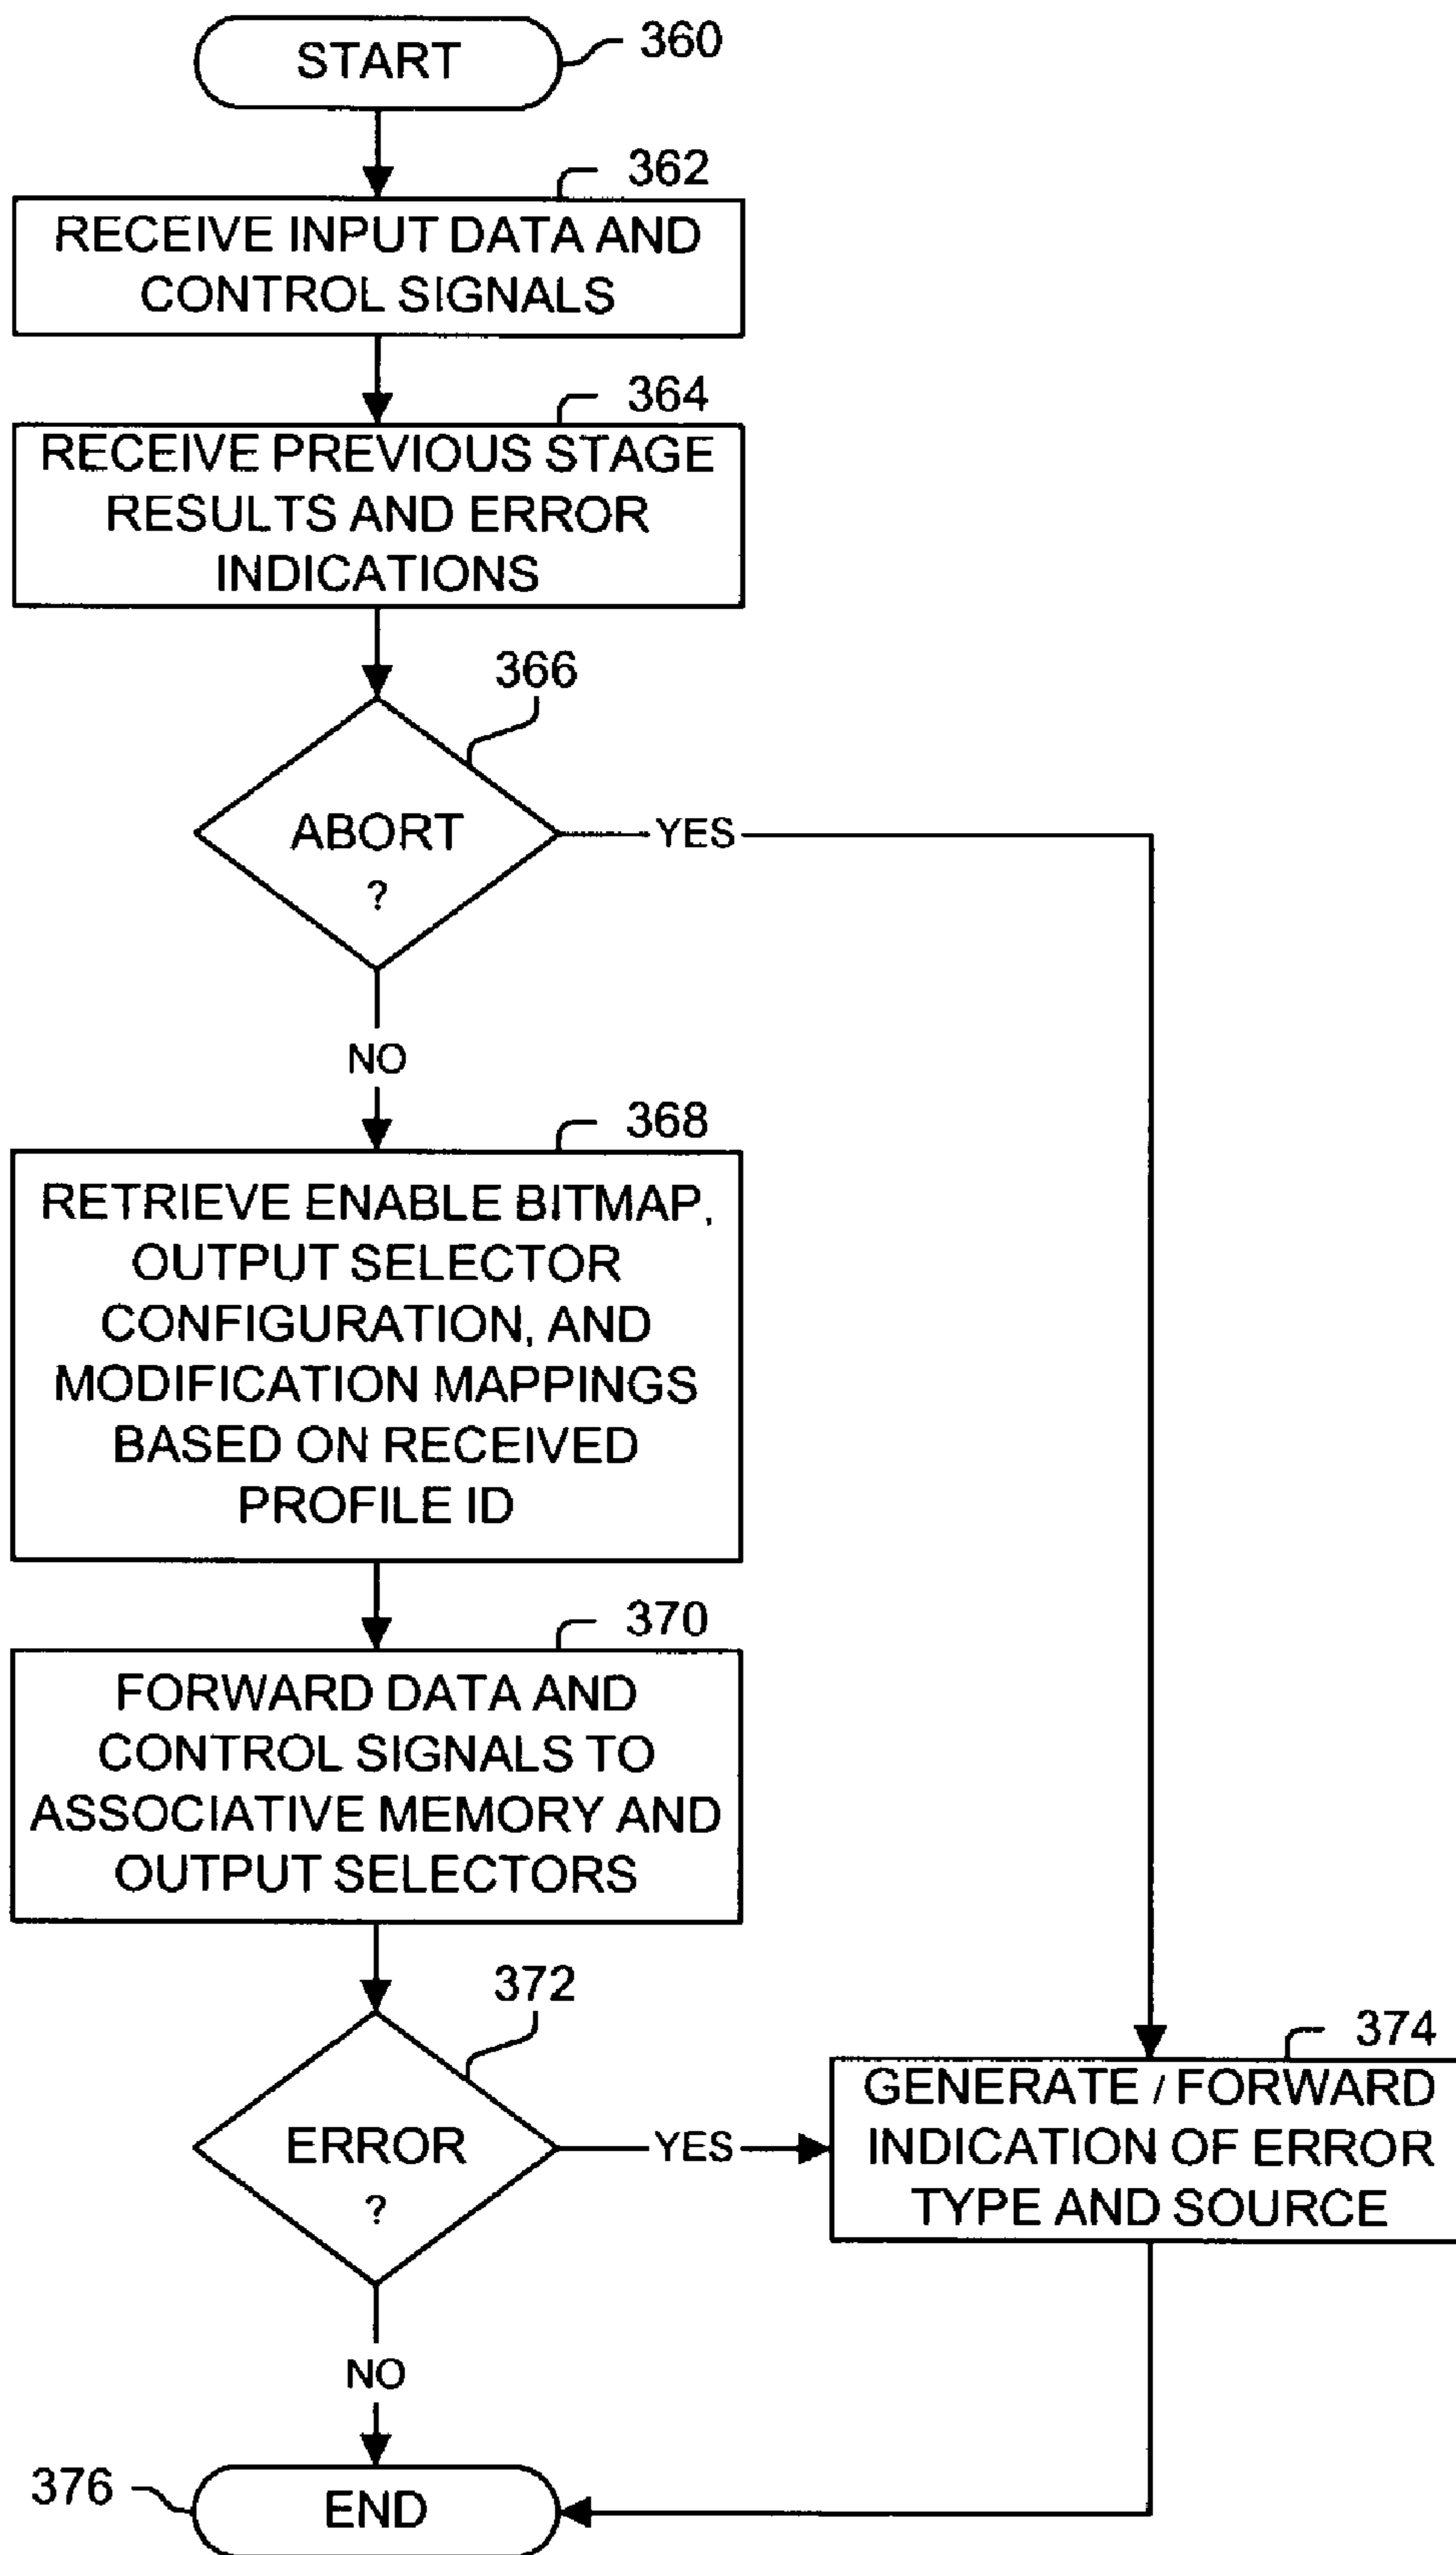 START
360
362
RECEIVE INPUT DATA AND
CONTROL SIGNALS
364
RECEIVE PREVIOUS STAGE
RESULTS AND ERROR
INDICATIONS
366
ABORT
?
YES
NO
368
RETRIEVE ENABLE BITMAP,
OUTPUT SELECTOR
CONFIGURATION, AND
MODIFICATION MAPPINGS
BASED ON RECEIVED
PROFILE ID
370
FORWARD DATA AND
CONTROL SIGNALS TO
ASSOCIATIVE MEMORY AND
OUTPUT SELECTORS
372
ERROR
?
YES
374
GENERATE / FORWARD
INDICATION OF ERROR
TYPE AND SOURCE
NO
376
END